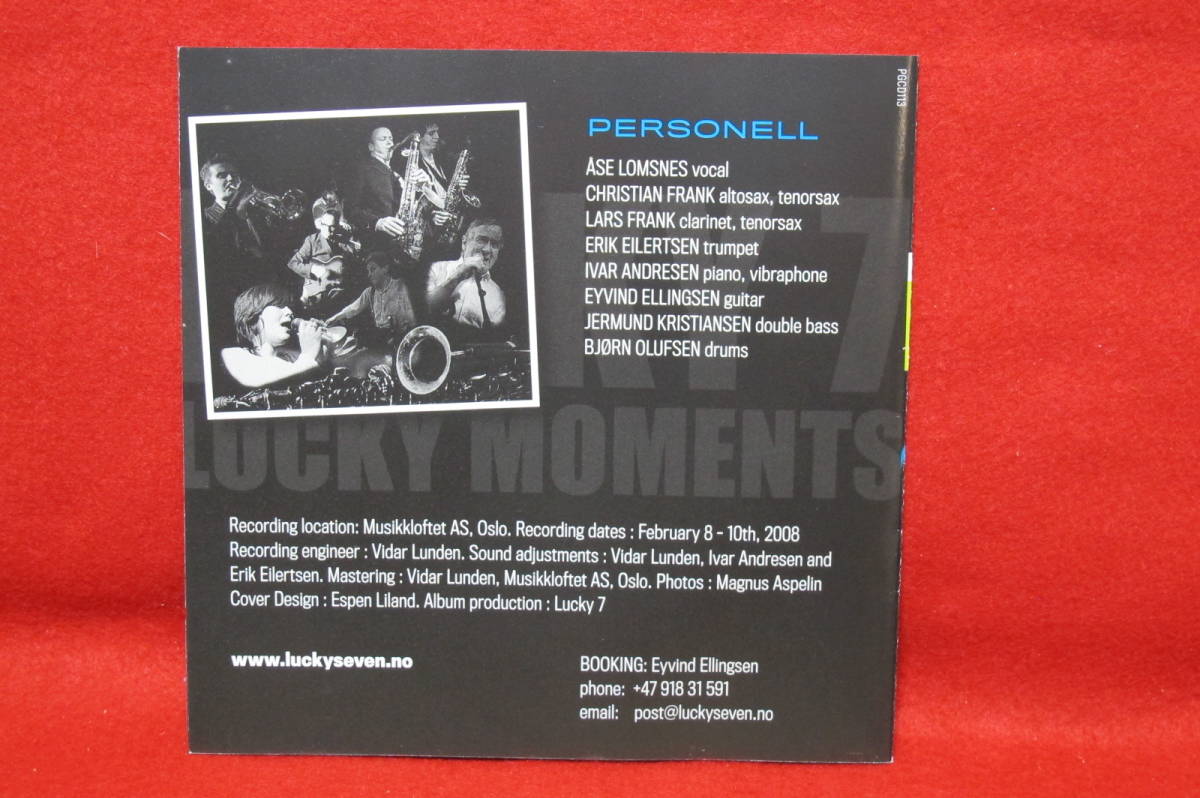 PGCD113
PERSONELL
ÅSE LOMSNES vocal
CHRISTIAN FRANK altosax, tenorsax
LARS FRANK clarinet, tenorsax
ERIK EILERTSEN trumpet
IVAR ANDRESEN piano, vibraphone
EYVIND ELLINGSEN guitar
JERMUND KRISTIANSEN double bass
BJØRN OLUFSEN drums
7
LUCKY MOMENTS
Recording location: Musikkloftet AS, Oslo. Recording dates : February 8 - 10th, 2008
Recording engineer : Vidar Lunden. Sound adjustments : Vidar Lunden, Ivar Andresen and
Erik Eilertsen. Mastering : Vidar Lunden, Musikkloftet AS, Oslo. Photos : Magnus Aspelin
Cover Design : Espen Liland. Album production : Lucky 7
www.luckyseven.no
BOOKING: Eyvind Ellingsen
phone: +47 918 31 591
email: post@luckyseven.no